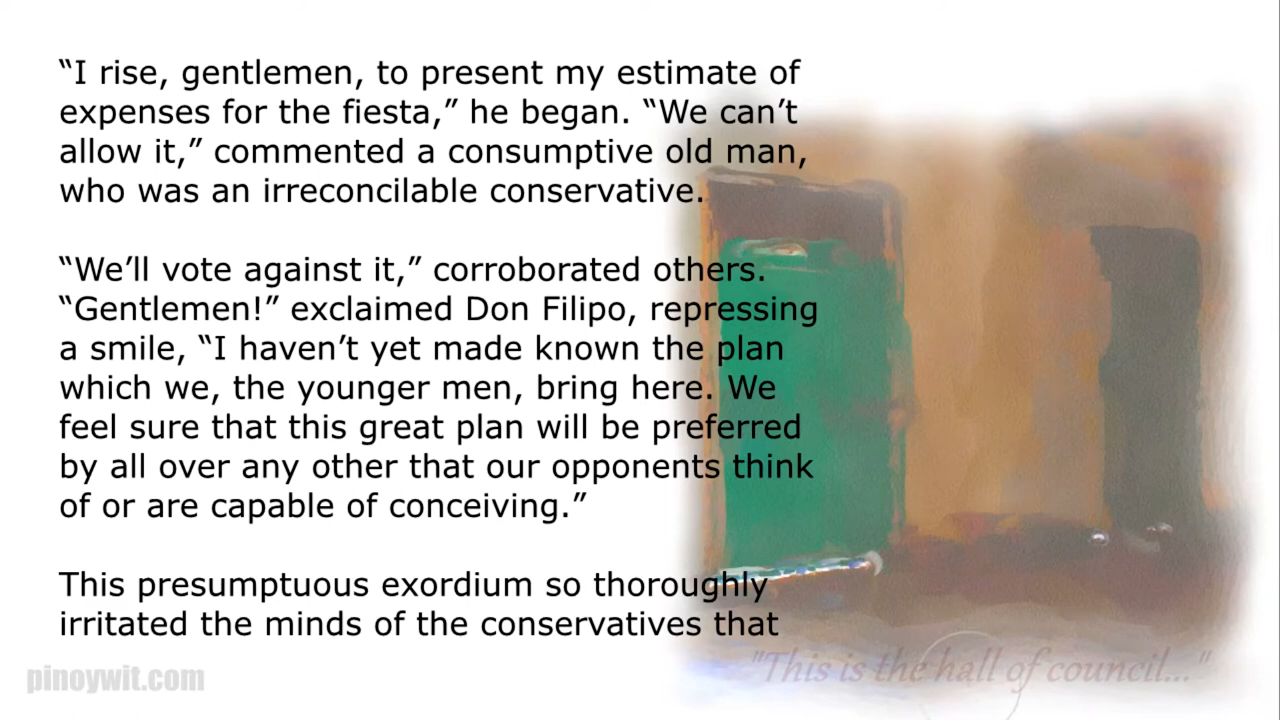 “I rise, gentlemen, to present my estimate of
expenses for the fiesta,” he began. “We can’t
allow it,” commented a consumptive old man,
who was an irreconcilable conservative.
“We’ll vote against it,” corroborated others.
“Gentlemen!” exclaimed Don Filipo, repressing
a smile, “I haven’t yet made known the plan
which we, the younger men, bring here. We
feel sure that this great plan will be preferred
by all over any other that our opponents think
of or are capable of conceiving.”
This presumptuous exordium so thoroughly
irritated the minds of the conservatives that
pinoywit.com
"This is the hall of council..."